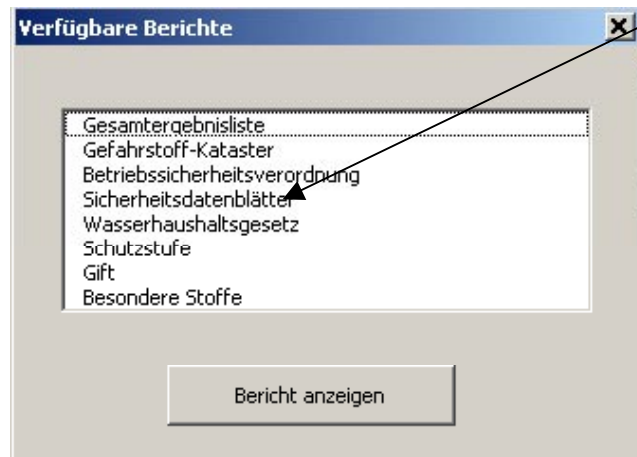 Verfügbare Berichte
Gesamtergebnisliste
Gefahrstoff-Kataster
Betriebssicherheitsverordnung
Sicherheitsdatenblätter
Wasserhaushaltsgesetz
Schutzstufe
Gift
Besondere Stoffe
Bericht anzeigen